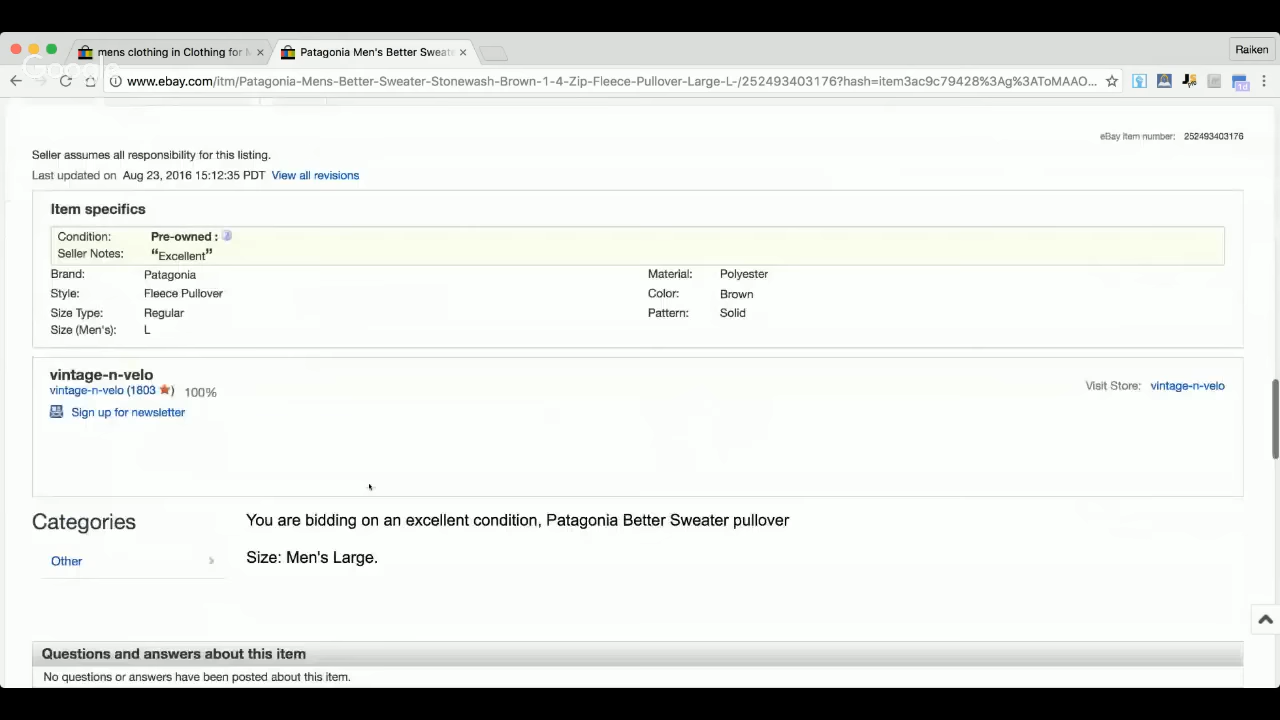 mens clothing in Clothing for M
Patagonia Men's Better Sweat
Raiken
Google
www.ebay.com/itm/Patagonia-Mens-Better-Sweater-Stonewash-Brown-1-4-Zip-Fleece-Pullover-Large-L-/252493403176?hash=item3ac9c79428%3Ag%3AToMAAO...
1d
eBay item number: 252493403176
Seller assumes all responsibility for this listing.
Last updated on Aug 23, 2016 15:12:35 PDT View all revisions
Item specifics
Condition: Pre-owned :
Seller Notes: “Excellent”
Brand: Patagonia Material: Polyester
Style: Fleece Pullover Color: Brown
Size Type: Regular Pattern: Solid
Size (Men's): L
vintage-n-velo
vintage-n-velo (1803 ) 100%
Visit Store: vintage-n-velo
Sign up for newsletter
Categories
You are bidding on an excellent condition, Patagonia Better Sweater pullover
Other
Size: Men's Large.
Questions and answers about this item
No questions or answers have been posted about this item.